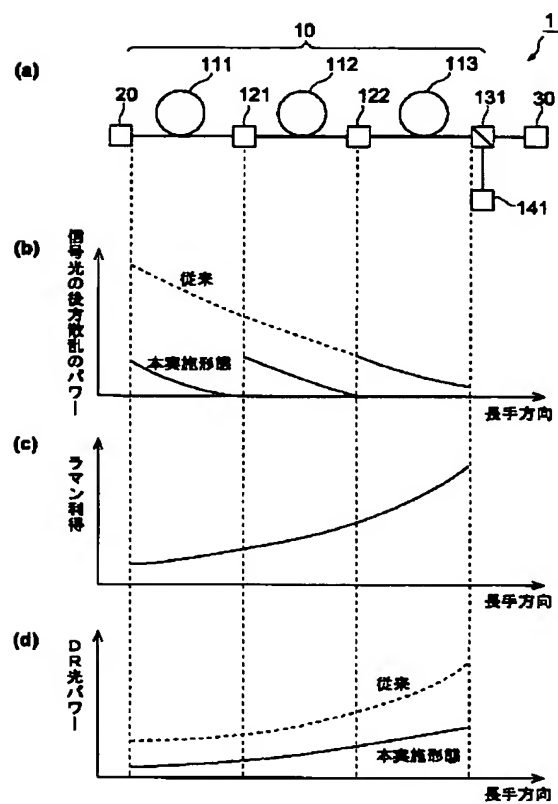 1
10
(a)
111
112
113
20
121
122
131
30
141
(b)
信号光の後方散乱のパワー
従来
本実施形態
長手方向
(c)
ラマン利得
長手方向
(d)
DR光パワー
従来
本実施形態
長手方向